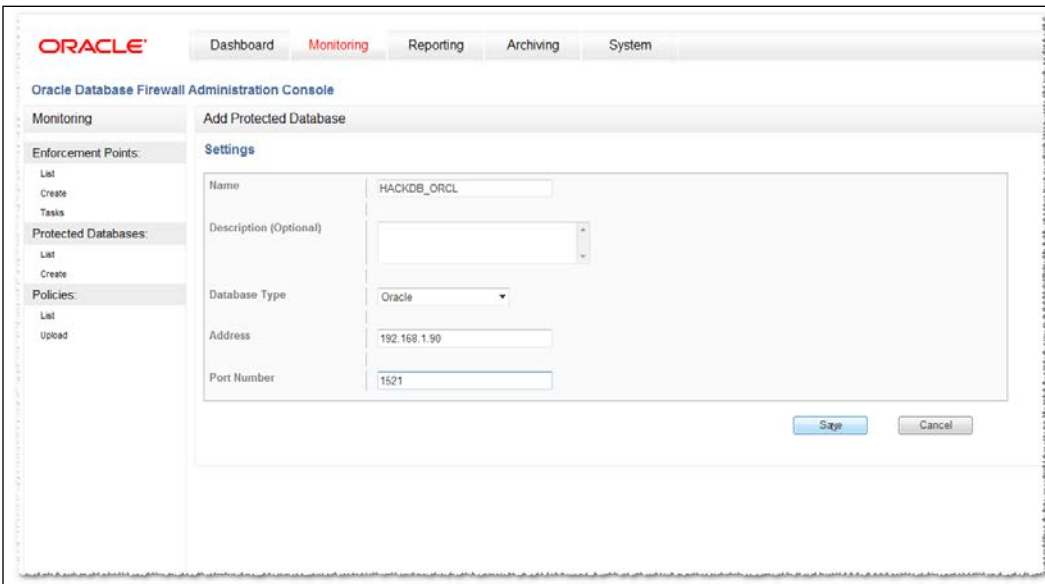 ORACLE
Dashboard Monitoring Reporting Archiving System
Oracle Database Firewall Administration Console
Monitoring
Enforcement Points:
List
Create
Tasks
Protected Databases:
List
Create
Policies:
List
Upload
Add Protected Database
Settings
Name HACKDB_ORCL
Description (Optional)
Database Type Oracle
Address 192.168.1.90
Port Number 1521
Save Cancel